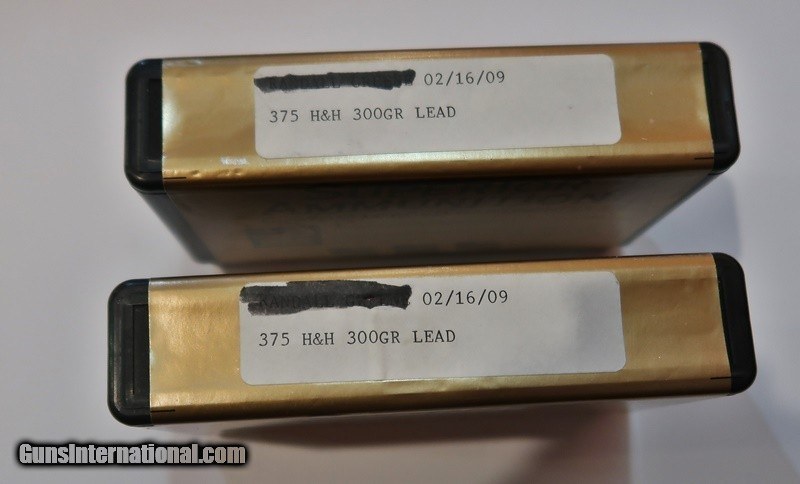 02/16/09
375 H&H 300GR LEAD
02/16/09
375 H&H 300GR LEAD
GunsInternational.com